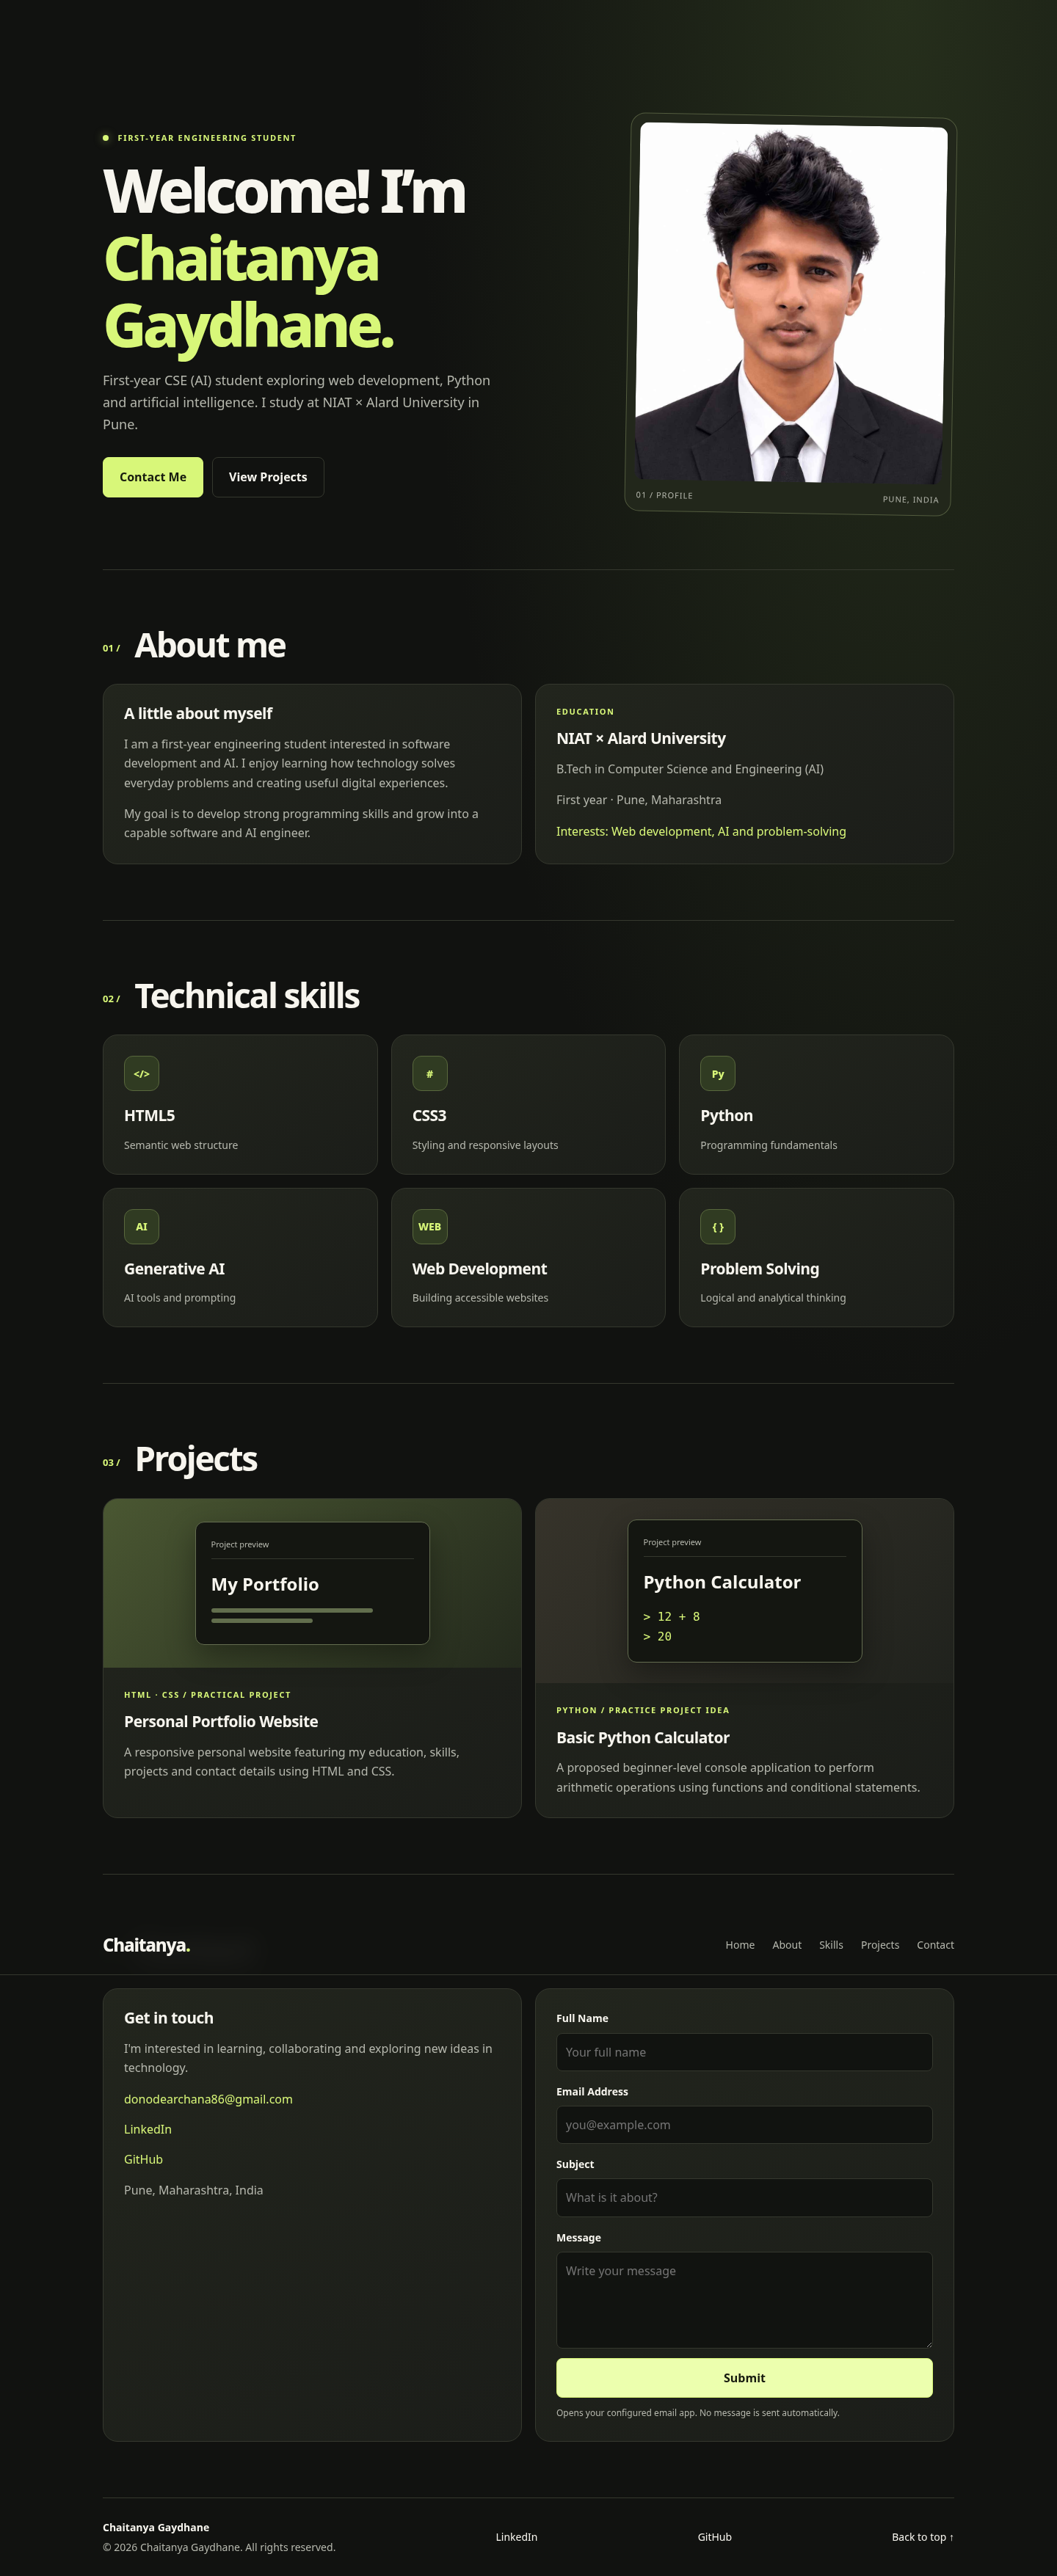 FIRST-YEAR ENGINEERING STUDENT
Welcome! I’m
Chaitanya
Gaydhane.
First-year CSE (AI) student exploring web development, Python
and artificial intelligence. I study at NIAT × Alard University in
Pune.
Contact Me
View Projects
01 / PROFILE
PUNE, INDIA
01 /
About me
A little about myself
I am a first-year engineering student interested in software
development and AI. I enjoy learning how technology solves
everyday problems and creating useful digital experiences.
My goal is to develop strong programming skills and grow into a
capable software and AI engineer.
EDUCATION
NIAT × Alard University
B.Tech in Computer Science and Engineering (AI)
First year · Pune, Maharashtra
Interests: Web development, AI and problem-solving
02 /
Technical skills
</>
HTML5
Semantic web structure
#
CSS3
Styling and responsive layouts
Py
Python
Programming fundamentals
AI
Generative AI
AI tools and prompting
WEB
Web Development
Building accessible websites
{ }
Problem Solving
Logical and analytical thinking
03 /
Projects
Project preview
My Portfolio
HTML · CSS / PRACTICAL PROJECT
Personal Portfolio Website
A responsive personal website featuring my education, skills,
projects and contact details using HTML and CSS.
Project preview
Python Calculator
> 12 + 8
> 20
PYTHON / PRACTICE PROJECT IDEA
Basic Python Calculator
A proposed beginner-level console application to perform
arithmetic operations using functions and conditional statements.
Chaitanya.
Home
About
Skills
Projects
Contact
Get in touch
I'm interested in learning, collaborating and exploring new ideas in
technology.
donodearchana86@gmail.com
LinkedIn
GitHub
Pune, Maharashtra, India
Full Name
Your full name
Email Address
you@example.com
Subject
What is it about?
Message
Write your message
Submit
Opens your configured email app. No message is sent automatically.
Chaitanya Gaydhane
© 2026 Chaitanya Gaydhane. All rights reserved.
LinkedIn
GitHub
Back to top ↑